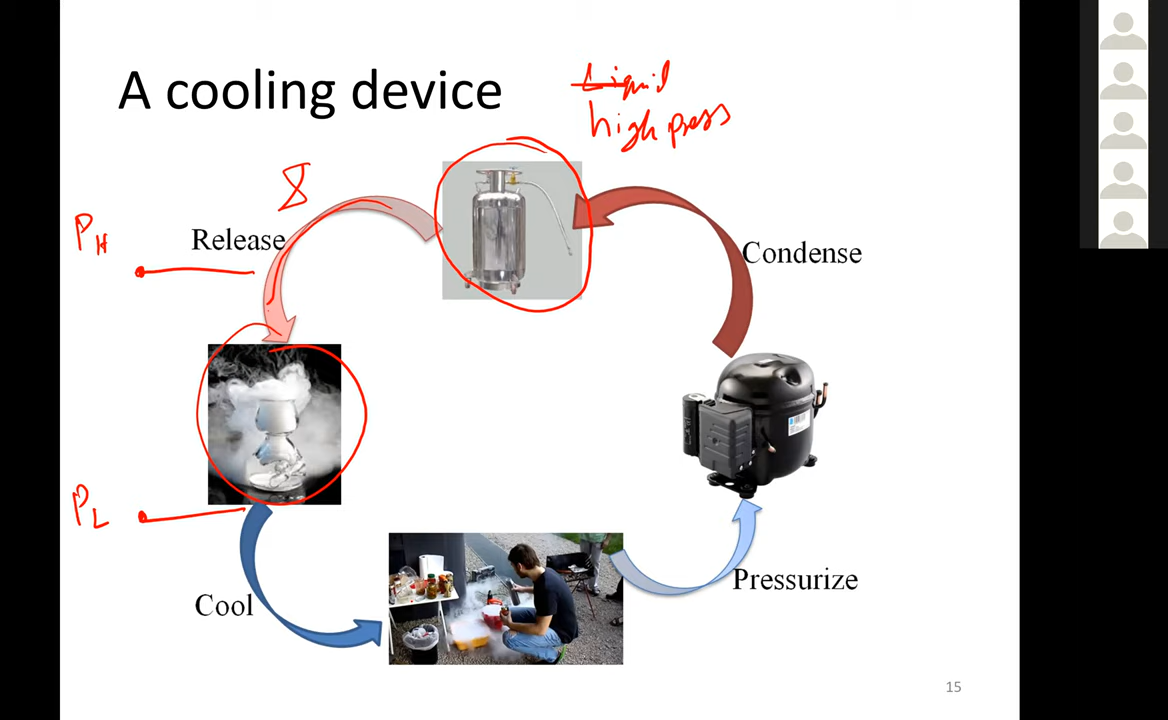 A cooling device
Liquid
high press
P_H
Release
Condense
P_L
Cool
Pressurize
15